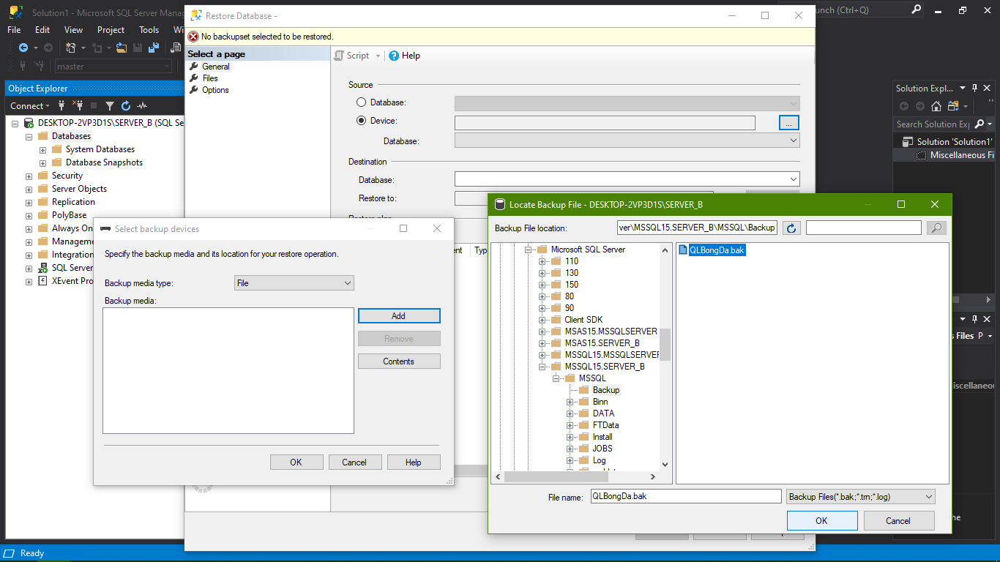 Solution1 - Microsoft SQL Server Mana
unch (Ctrl+Q)
File Edit View Project Tools Wi
master
Object Explorer
Connect
DESKTOP-2VP3D1S\SERVER_B (SQL Se
Databases
System Databases
Database Snapshots
Security
Server Objects
Replication
PolyBase
Always On
Manageme
Integration
SQL Server
XEvent Pro
Restore Database -
No backupset selected to be restored.
Select a page
General
Files
Options
Script
Help
Source
Database:
Device:
...
Database:
Destination
Database:
Restore to:
Restore plan
ent Typ
Select backup devices
Specify the backup media and its location for your restore operation.
Backup media type: File
Backup media:
Add
Remove
Contents
OK Cancel Help
Locate Backup File - DESKTOP-2VP3D1S\SERVER_B
Backup File location: ver\MSSQL15.SERVER_B\MSSQL\Backup
Microsoft SQL Server
110
130
150
80
90
Client SDK
MSAS15.MSSQLSERVER
MSAS15.SERVER_B
MSSQL15.MSSQLSERVER
MSSQL15.SERVER_B
MSSQL
Backup
Binn
DATA
FTData
Install
JOBS
Log
QLBongDa.bak
File name: QLBongDa.bak
Backup Files(*.bak;*.trn;*.log)
OK Cancel
Solution Expl...
Search Solution Exp
Solution 'Solution1'
Miscellaneous Fi
s Files P
iscellaneou
ne
Ready